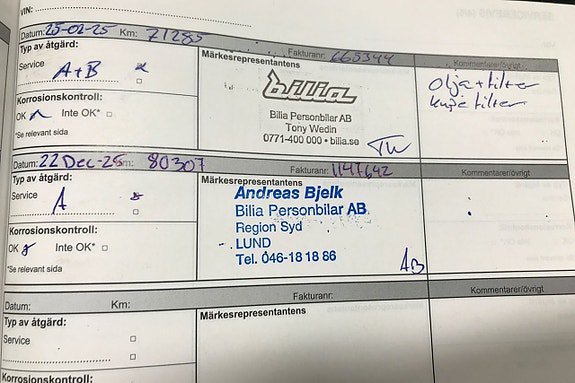 VIN:
Datum: 25-02-25 Km: 71285 Fakturanr: 665344
Typ av åtgärd: Märkesrepresentantens Kommentarer/övrigt
Service A+B
bilia
olja + filter
kupefilter
Korrosionskontroll:
Bilia Personbilar AB
Tony Wedin
OK Inte OK*
0771-400 000 • bilia.se
*Se relevant sida
TW
Datum: 22 Dec-25 80307 Fakturanr: 1147642
Typ av åtgärd: Märkesrepresentantens Kommentarer/övrigt
Service A
Andreas Bjelk
Bilia Personbilar AB
Region Syd
Korrosionskontroll:
LUND
OK Inte OK*
Tel. 046-18 18 86
*Se relevant sida
AB
Datum: Km: Fakturanr: Kommentarer/övrigt
Typ av åtgärd: Märkesrepresentantens
Service
Korrosionskontroll: